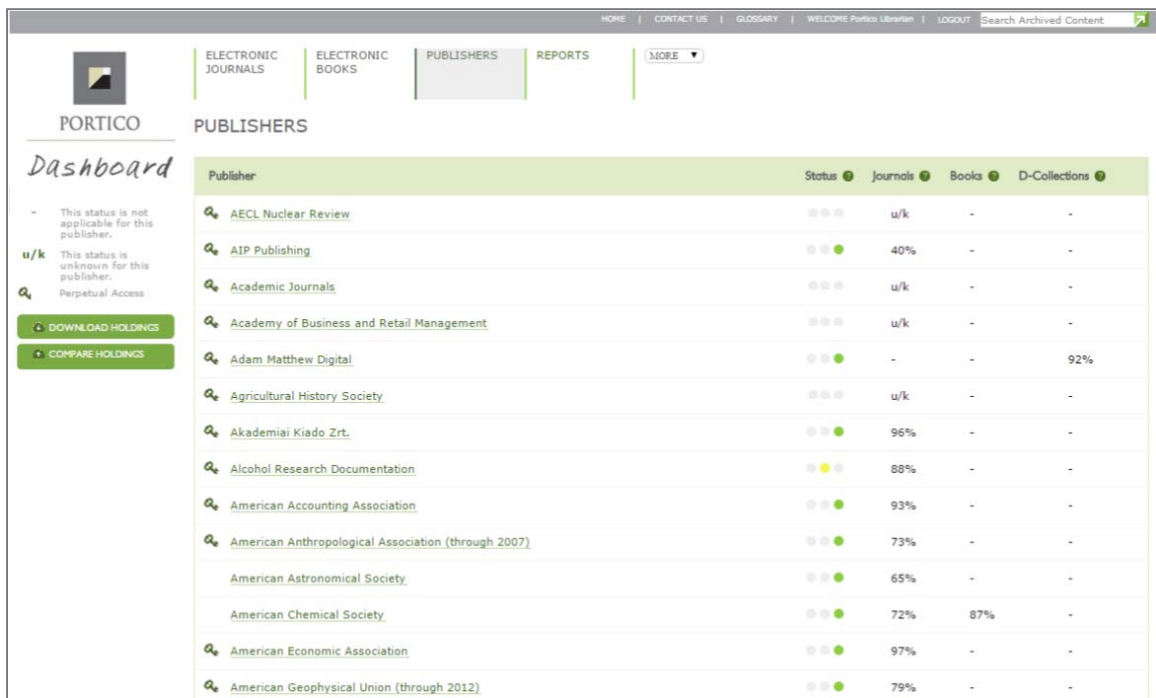 HOME | CONTACT US | GLOSSARY | WELCOME Portico Librarian | LOGOUT Search Archived Content
ELECTRONIC JOURNALS
ELECTRONIC BOOKS
PUBLISHERS
REPORTS
MORE ▼
PORTICO
PUBLISHERS
Dashboard
- This status is not applicable for this publisher.
u/k This status is unknown for this publisher.
Perpetual Access
DOWNLOAD HOLDINGS
COMPARE HOLDINGS
Publisher Status ? Journals ? Books ? D-Collections ?
AECL Nuclear Review u/k - -
AIP Publishing 40% - -
Academic Journals u/k - -
Academy of Business and Retail Management u/k - -
Adam Matthew Digital - - 92%
Agricultural History Society u/k - -
Akademiai Kiado Zrt. 96% - -
Alcohol Research Documentation 88% - -
American Accounting Association 93% - -
American Anthropological Association (through 2007) 73% - -
American Astronomical Society 65% - -
American Chemical Society 72% 87% -
American Economic Association 97% - -
American Geophysical Union (through 2012) 79% - -